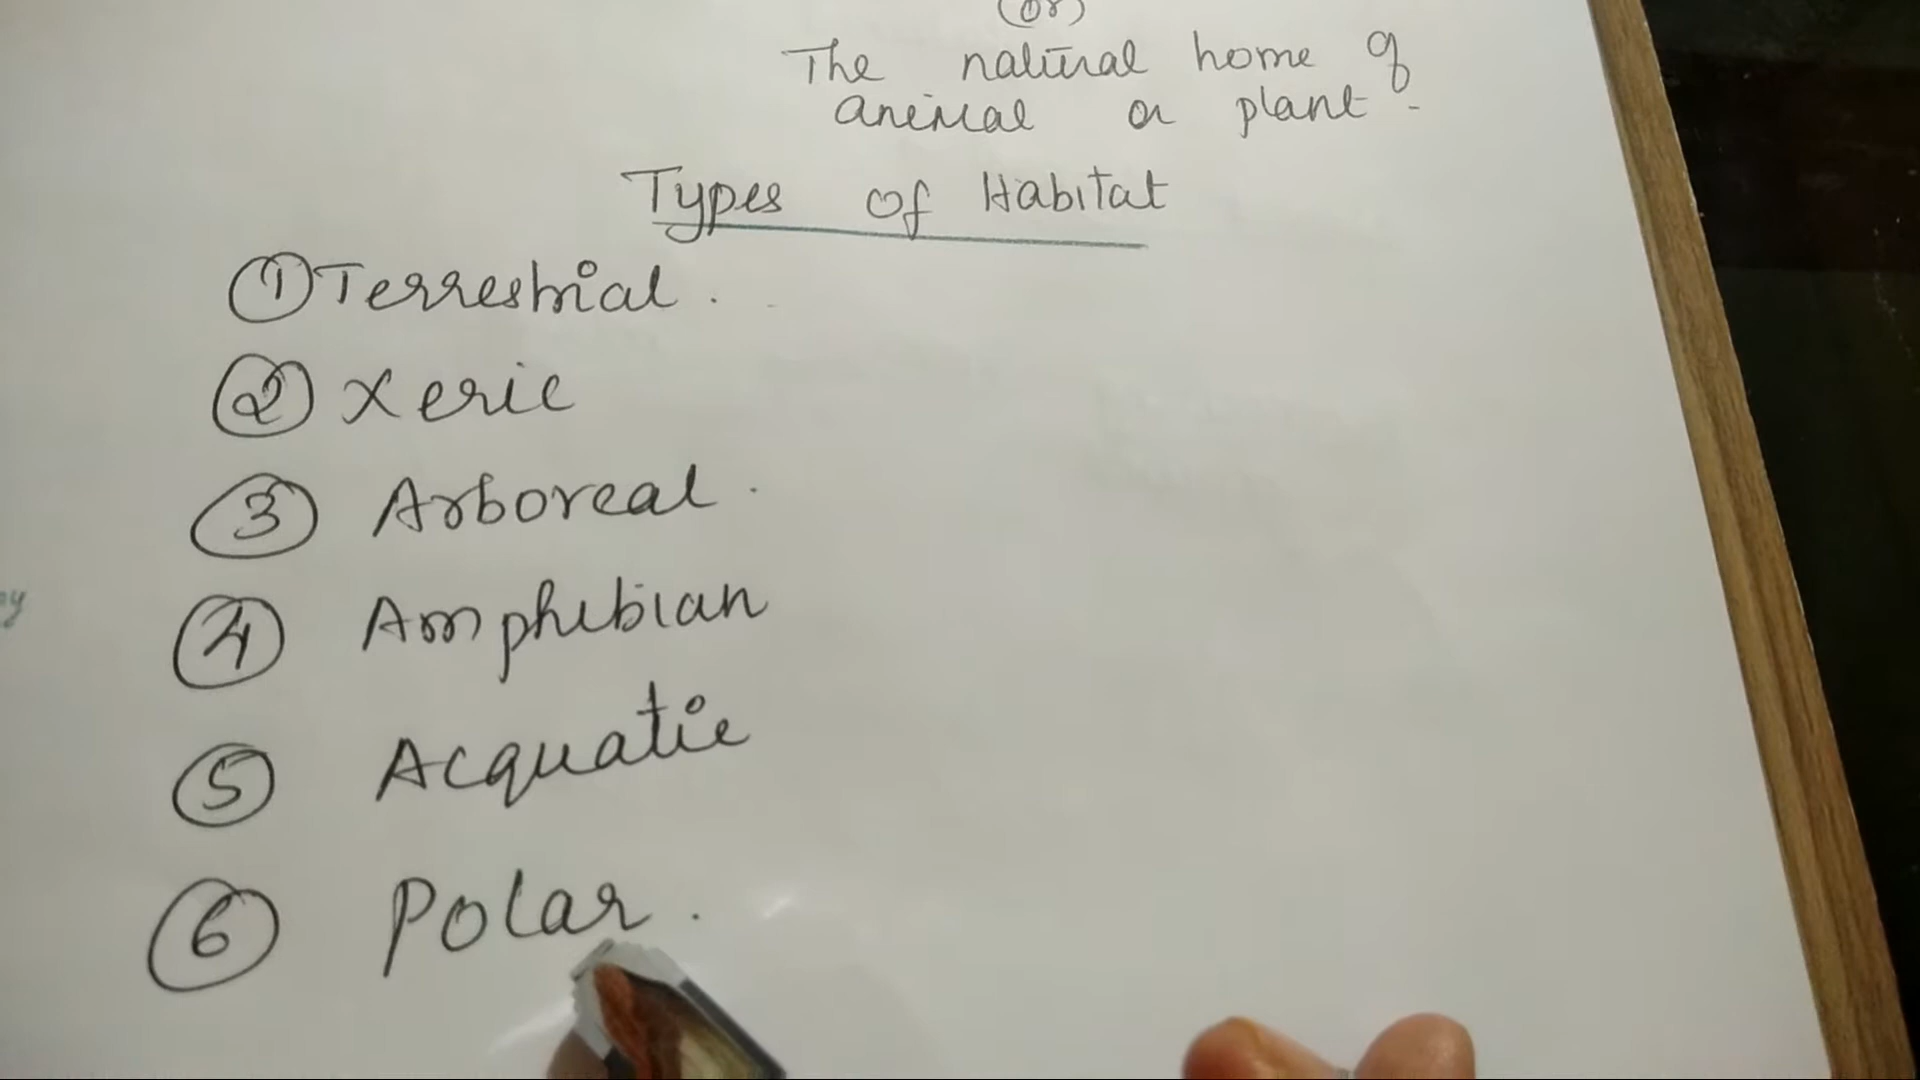 (or)
The natural home of
animal or plant.
Types of Habitat
① Terrestrial.
② Xeric
③ Arboreal.
④ Amphibian
⑤ Acquatic
⑥ Polar.